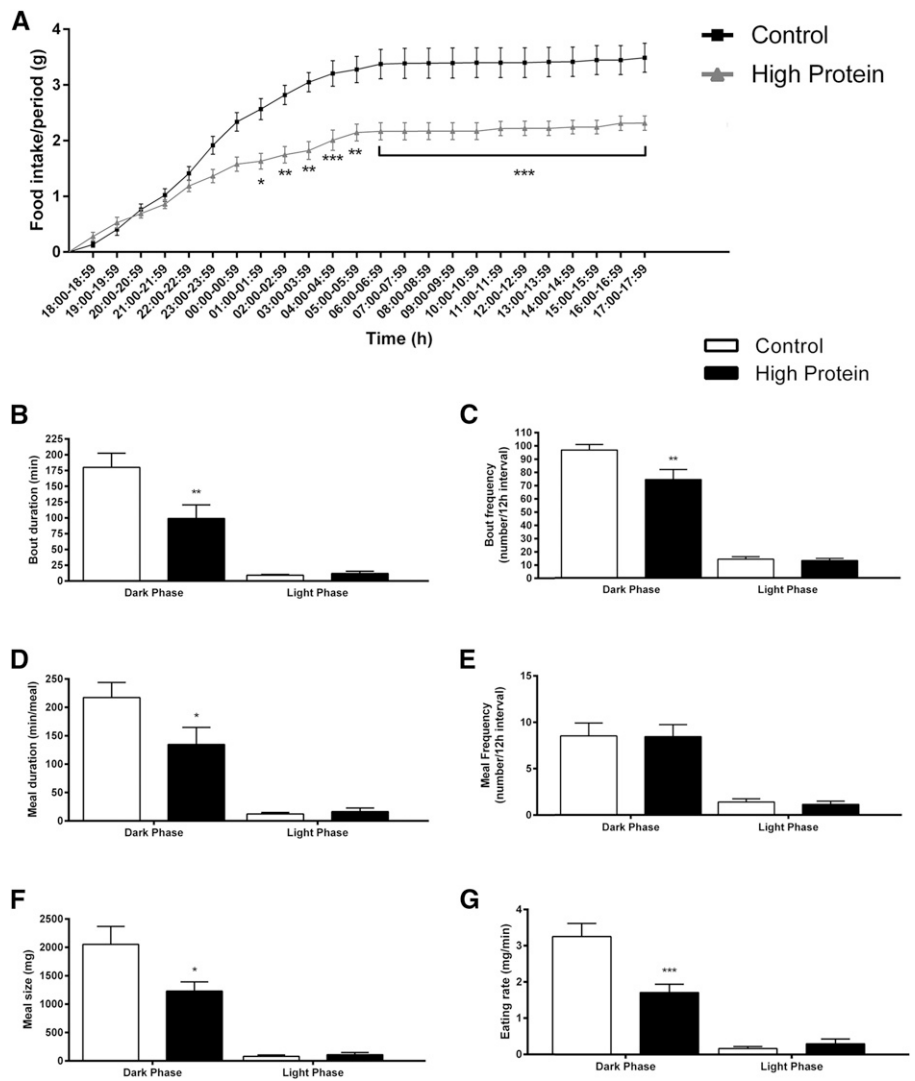 A
Food intake/period (g)
4
3
2
1
0
Control
High Protein
*
**
**
***
**
***
18:00-18:59
19:00-19:59
20:00-20:59
21:00-21:59
22:00-22:59
23:00-23:59
00:00-00:59
01:00-01:59
02:00-02:59
03:00-03:59
04:00-04:59
05:00-05:59
06:00-06:59
07:00-07:59
08:00-08:59
09:00-09:59
10:00-10:59
11:00-11:59
12:00-12:59
13:00-13:59
14:00-14:59
15:00-15:59
16:00-16:59
17:00-17:59
Time (h)
Control
High Protein
B
Bout duration (min)
225
200
175
150
125
100
75
50
25
0
**
Dark Phase
Light Phase
C
Bout frequency
(number/12h interval)
110
100
90
80
70
60
50
40
30
20
10
0
**
Dark Phase
Light Phase
D
Meal duration (min/meal)
250
200
150
100
50
0
*
Dark Phase
Light Phase
E
Meal Frequency
(number/12h interval)
15
10
5
0
Dark Phase
Light Phase
F
Meal size (mg)
2500
2000
1500
1000
500
0
*
Dark Phase
Light Phase
G
Eating rate (mg/min)
4
3
2
1
0
***
Dark Phase
Light Phase